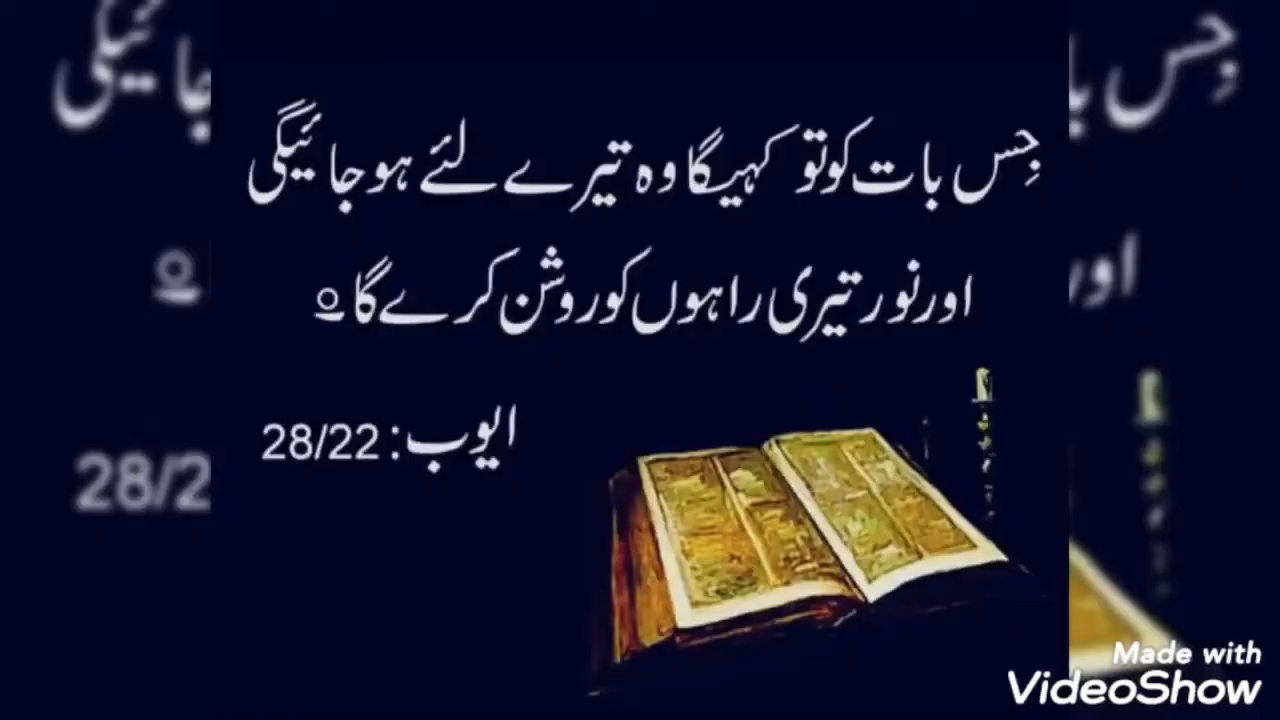 جِس بات کو تو کہیگا وہ تیرے لئے ہو جائیگی
اور نور تیری راہوں کو روشن کرے گا ہ
ایوب: 28/22
Made with
VideoShow